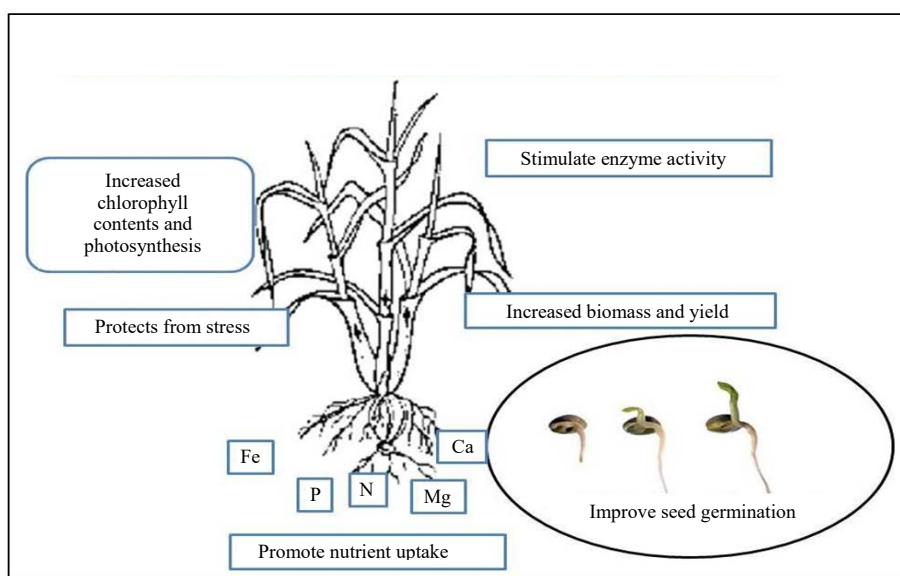 Stimulate enzyme activity
Increased
chlorophyll
contents and
photosynthesis
Increased biomass and yield
Protects from stress
Ca
Fe
N
P
Mg
Improve seed germination
Promote nutrient uptake